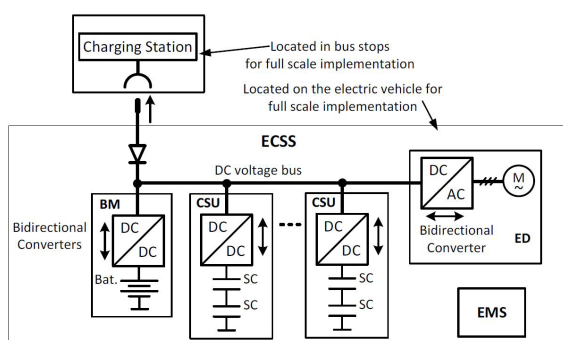 Charging Station
Located in bus stops
for full scale implementation
Located on the electric vehicle for
full scale implementation
ECSS
DC voltage bus
DC
AC
M
~
Bidirectional
Converter
ED
Bidirectional
Converters
BM
DC
DC
Bat.
CSU
DC
DC
SC
SC
CSU
DC
DC
SC
SC
EMS